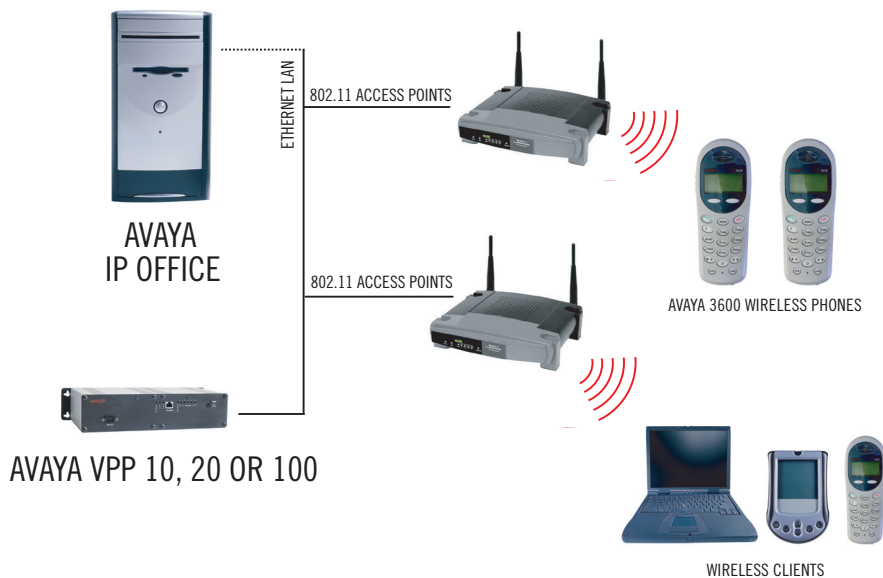 ETHERNET LAN
802.11 ACCESS POINTS
AVAYA
IP OFFICE
802.11 ACCESS POINTS
AVAYA 3600 WIRELESS PHONES
AVAYA
AVAYA VPP 10, 20 OR 100
WIRELESS CLIENTS